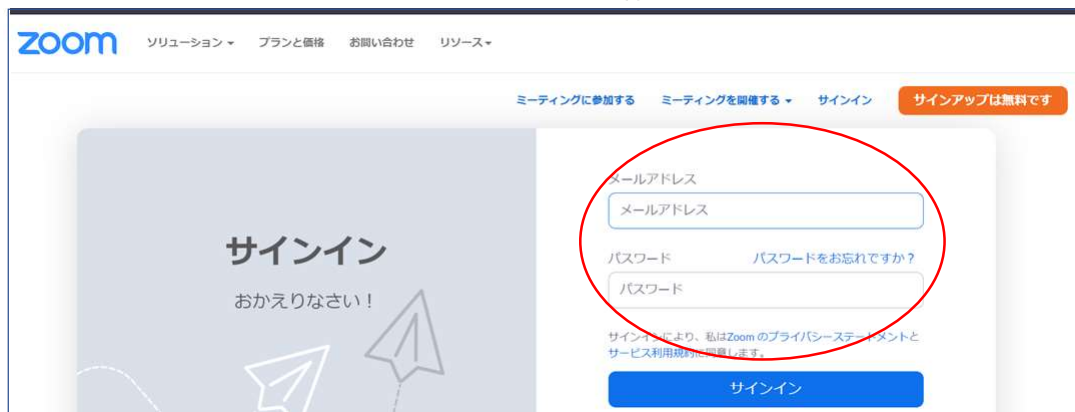 zoom ソリューション プランと価格 お問い合わせ リソース
ミーティングに参加する ミーティングを開催する サインイン サインアップは無料です
サインイン
おかえりなさい！
メールアドレス
メールアドレス
パスワード パスワードをお忘れですか？
パスワード
サインインにより、私はZoom のプライバシーステートメントと
サービス利用規約に同意します。
サインイン